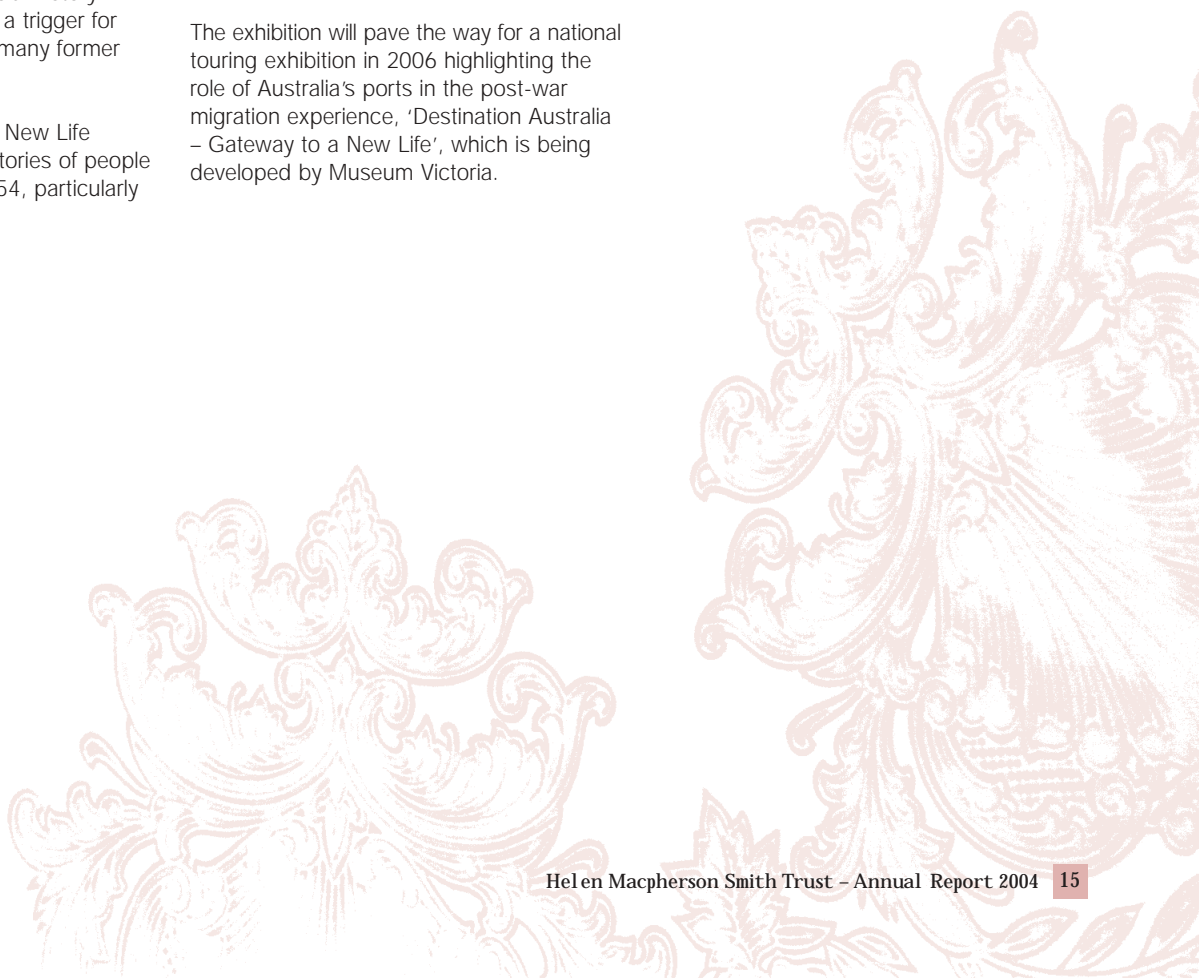 a trigger for
many former
New Life
tories of people
54, particularly
The exhibition will pave the way for a national
touring exhibition in 2006 highlighting the
role of Australia's ports in the post-war
migration experience, ‘Destination Australia
– Gateway to a New Life’, which is being
developed by Museum Victoria.
Helen Macpherson Smith Trust – Annual Report 2004 15